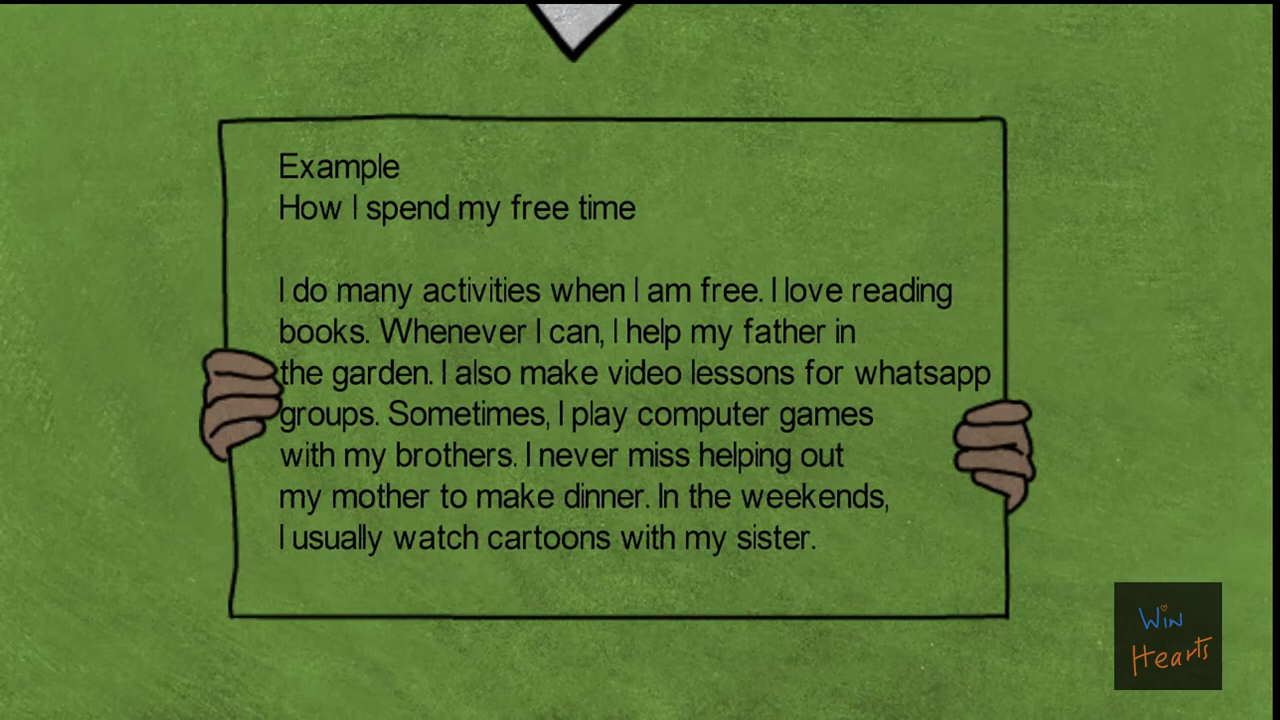 Example
How I spend my free time
I do many activities when I am free. I love reading
books. Whenever I can, I help my father in
the garden. I also make video lessons for whatsapp
groups. Sometimes, I play computer games
with my brothers. I never miss helping out
my mother to make dinner. In the weekends,
I usually watch cartoons with my sister.
Win
Hearts